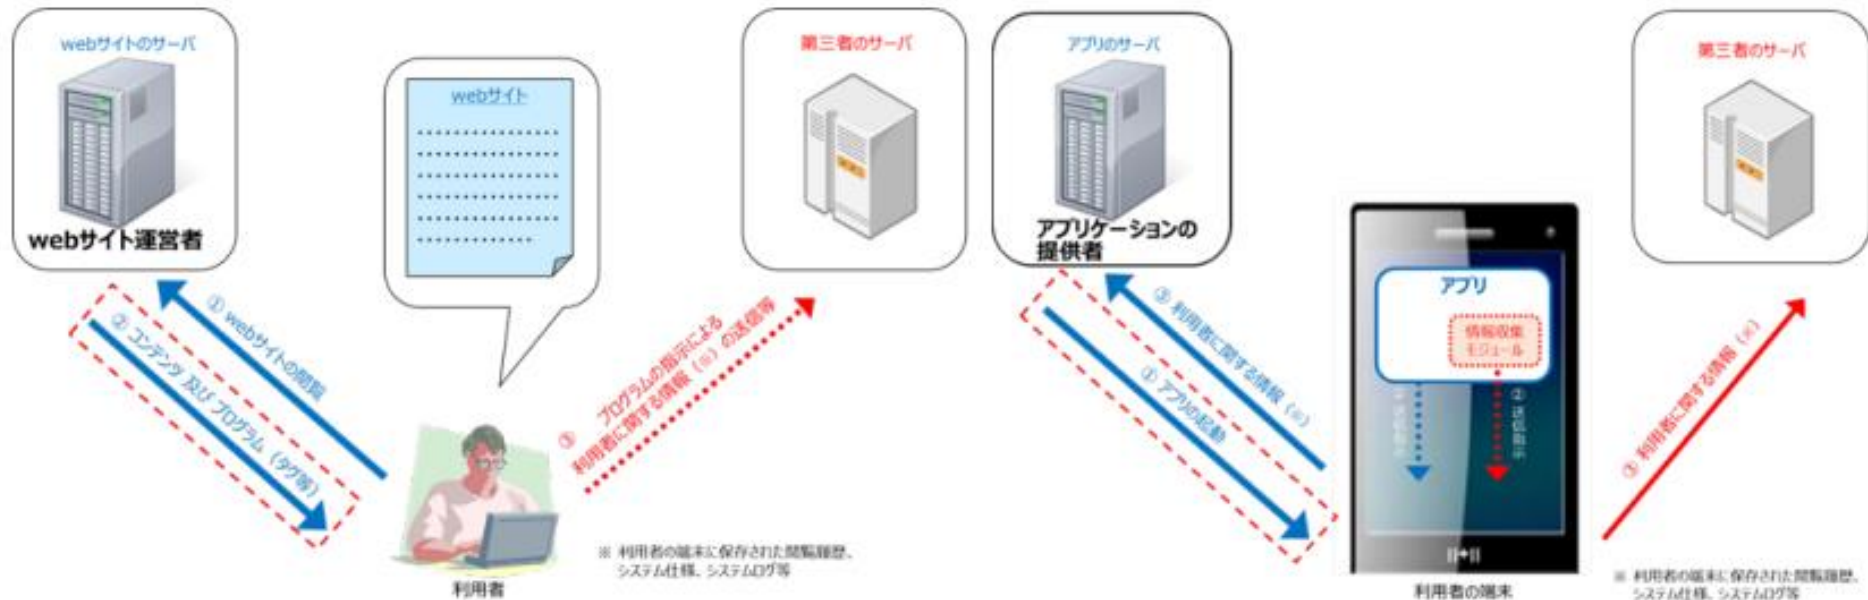 webサイトのサーバ
webサイト運営者
webサイト
① webサイトの閲覧
② コンテンツ 及び プログラム（タグ等）
第三者のサーバ
③ プログラムの指示による
利用者に関する情報（※）の送信等
利用者
※ 利用者の端末に保存された閲覧履歴、
システム仕様、システムログ等
アプリのサーバ
アプリケーションの
提供者
③ 利用者に関する情報（※）
① アプリの起動
アプリ
情報収集
モジュール
② 送信指示
利用者の端末
第三者のサーバ
③ 利用者に関する情報（※）
※ 利用者の端末に保存された閲覧履歴、
システム仕様、システムログ等